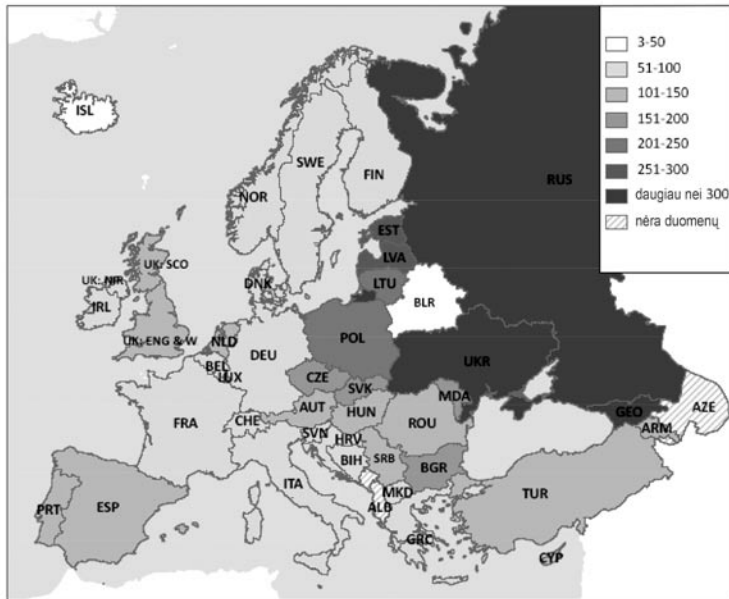 3-50
51-100
101-150
151-200
201-250
251-300
daugiau nei 300
nėra duomenų
ISL
SWE
FIN
NOR
RUS
EST
LVA
LTU
DNK
BLR
UK: SCO
UK: NIR
IRL
UK: ENG & W
NLD
BEL
LUX
DEU
POL
UKR
CZE
SVK
MDA
AUT
HUN
ROU
CHE
FRA
SVN
HRV
BIH
SRB
BGR
ITA
MKD
ALB
GRC
GEO
ARM
AZE
TUR
CYP
PRT
ESP